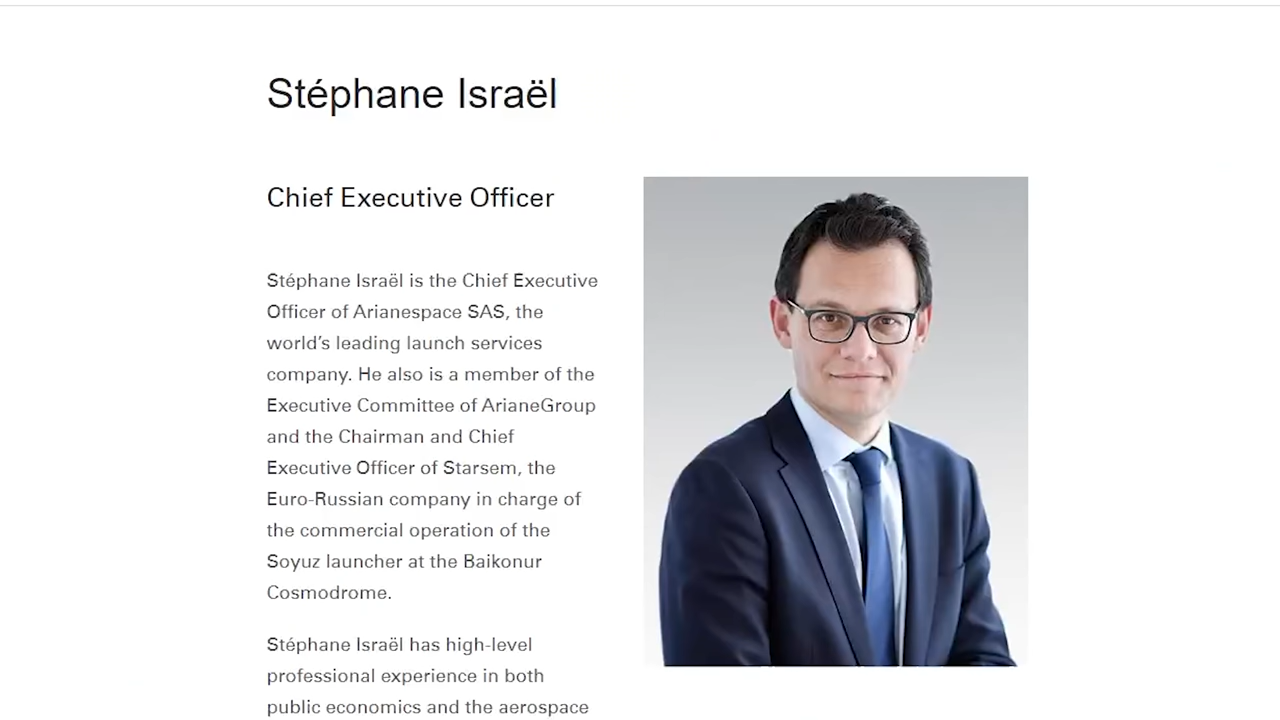 Stéphane Israël
Chief Executive Officer
Stéphane Israël is the Chief Executive
Officer of Arianespace SAS, the
world’s leading launch services
company. He also is a member of the
Executive Committee of ArianeGroup
and the Chairman and Chief
Executive Officer of Starsem, the
Euro-Russian company in charge of
the commercial operation of the
Soyuz launcher at the Baikonur
Cosmodrome.
Stéphane Israël has high-level
professional experience in both
public economics and the aerospace